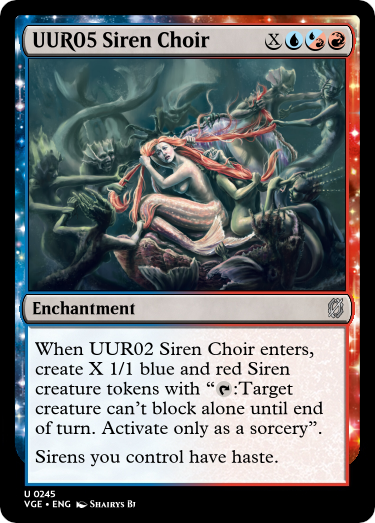 UUR05 Siren Choir X
Enchantment
When UUR02 Siren Choir enters,
create X 1/1 blue and red Siren
creature tokens with “:Target
creature can’t block alone until end
of turn. Activate only as a sorcery”.
Sirens you control have haste.
U 0245
VGE • ENG Shairys Bi